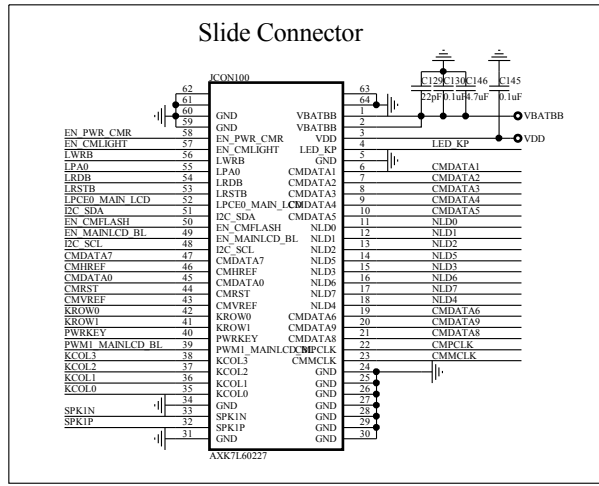 Slide Connector
JCON100
C129 C130 C146 C145
22pF 0.1uF 4.7uF 0.1uF
62 63
61 64
60 GND VBATBB 1 VBATBB
59 GND VBATBB 2
EN_PWR_CMR 58 EN_PWR_CMR VDD 3 VDD
EN_CMLIGHT 57 EN_CMLIGHT LED_KP 4 LED_KP
LWRB 56 LWRB GND 5
LPA0 55 LPA0 CMDATA1 6 CMDATA1
LRDB 54 LRDB CMDATA2 7 CMDATA2
LRSTB 53 LRSTB CMDATA3 8 CMDATA3
LPCE0_MAIN_LCD 52 LPCE0_MAIN_LCD CMDATA4 9 CMDATA4
I2C_SDA 51 I2C_SDA CMDATA5 10 CMDATA5
EN_CMFLASH 50 EN_CMFLASH NLD0 11 NLD0
EN_MAINLCD_BL 49 EN_MAINLCD_BL NLD1 12 NLD1
I2C_SCL 48 I2C_SCL NLD2 13 NLD2
CMDATA7 47 CMDATA7 NLD5 14 NLD5
CMHREF 46 CMHREF NLD3 15 NLD3
CMDATA0 45 CMDATA0 NLD6 16 NLD6
CMRST 44 CMRST NLD7 17 NLD7
CMVREF 43 CMVREF NLD4 18 NLD4
KROW0 42 KROW0 CMDATA6 19 CMDATA6
KROW1 41 KROW1 CMDATA9 20 CMDATA9
PWRKEY 40 PWRKEY CMDATA8 21 CMDATA8
PWM1_MAINLCD_BL 39 PWM1_MAINLCD_BL CMPCLK 22 CMPCLK
KCOL3 38 KCOL3 CMMCLK 23 CMMCLK
KCOL2 37 KCOL2 GND 24
KCOL1 36 KCOL1 GND 25
KCOL0 35 KCOL0 GND 26
34 GND GND 27
SPK1N 33 SPK1N GND 28
SPK1P 32 SPK1P GND 29
31 GND GND 30
AXK7L60227